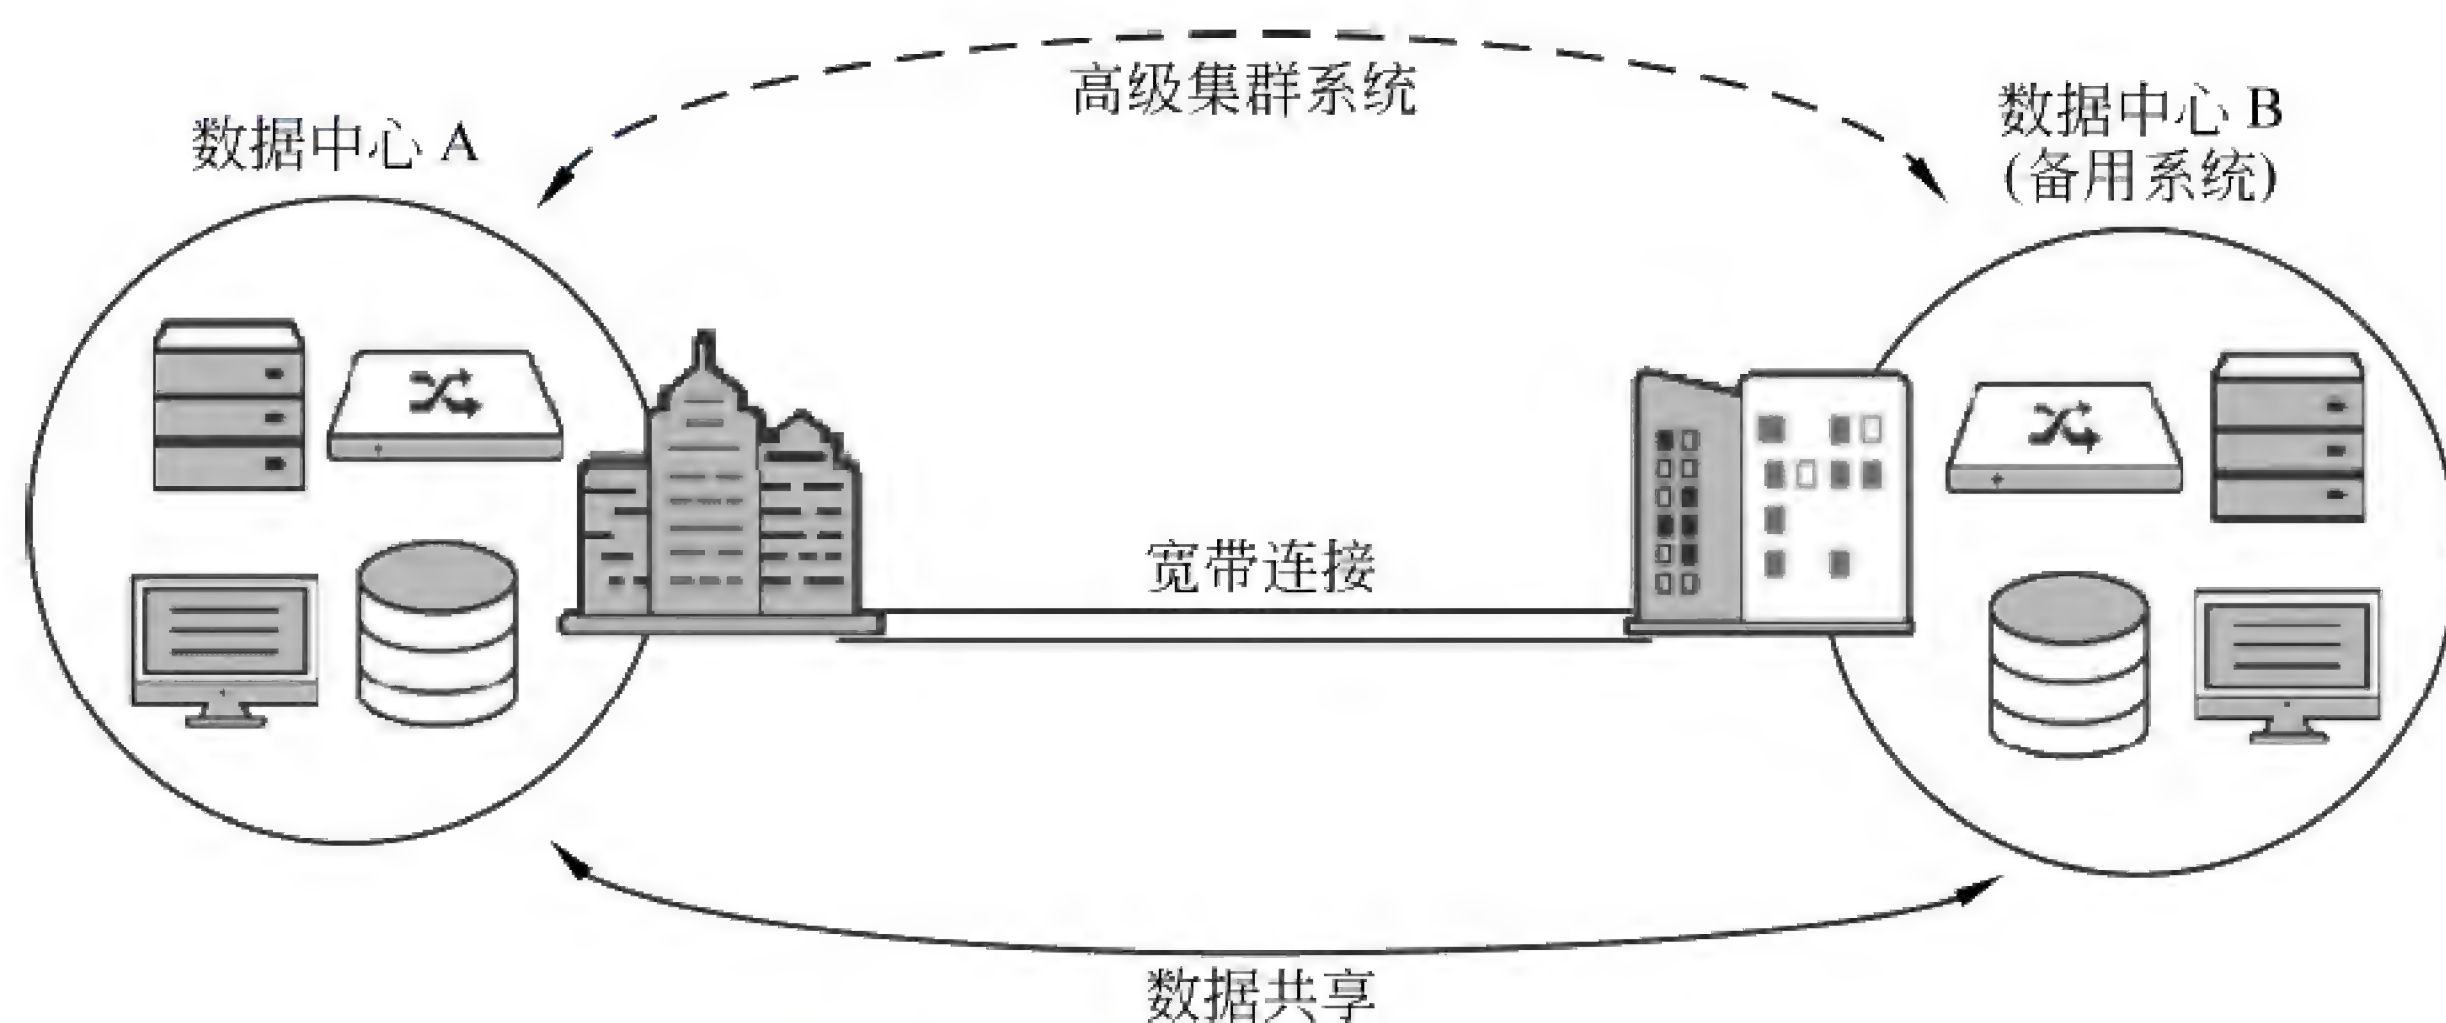 高级集群系统
数据中心 A
数据中心 B
(备用系统)
宽带连接
数据共享